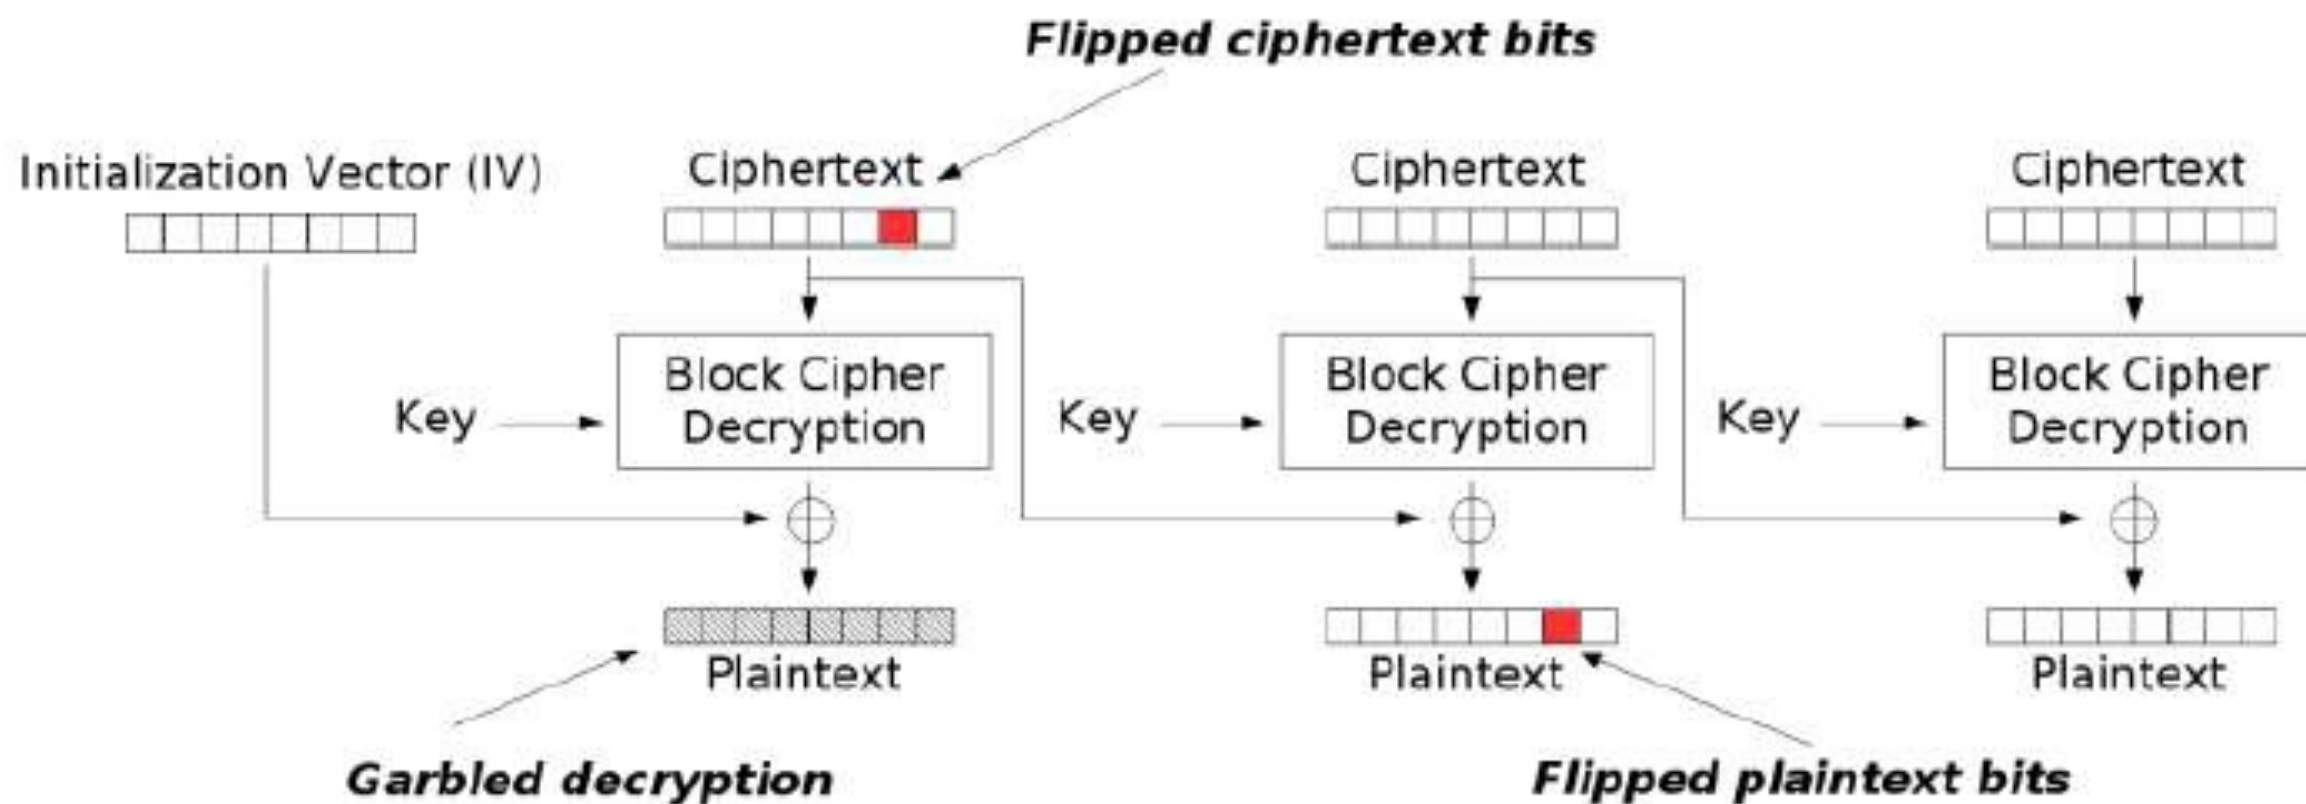 Flipped ciphertext bits
Initialization Vector (IV)
Ciphertext
Ciphertext
Ciphertext
Key
Block Cipher
Decryption
Key
Block Cipher
Decryption
Key
Block Cipher
Decryption
Plaintext
Plaintext
Plaintext
Garbled decryption
Flipped plaintext bits